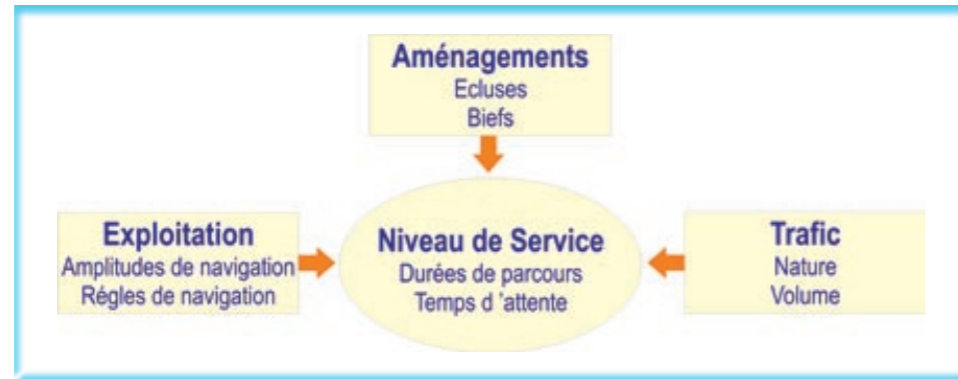 Aménagements
Ecluses
Biefs
Exploitation
Amplitudes de navigation
Régles de navigation
Niveau de Service
Durées de parcours
Temps d 'attente
Trafic
Nature
Volume